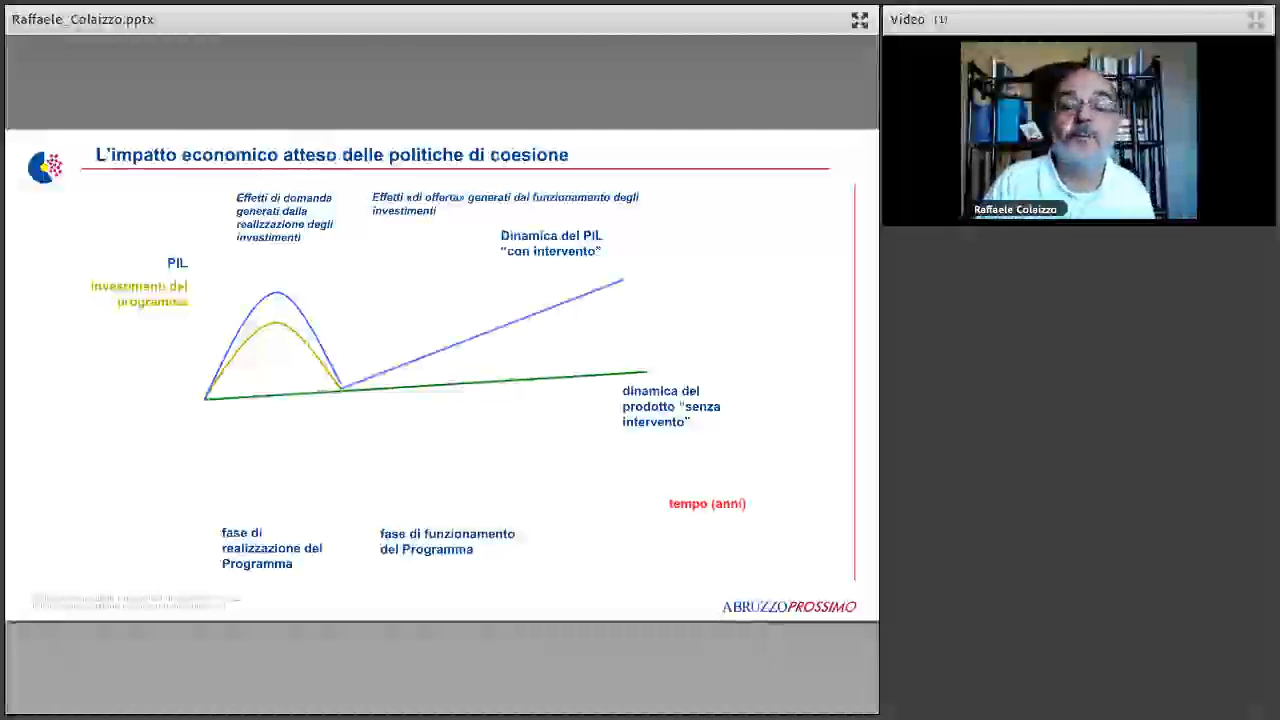 Raffaele_Colaizzo.pptx
Video (1)
Raffaele Colaizzo
L'impatto economico atteso delle politiche di coesione
Effetti di domanda
generati dalla
realizzazione degli
investimenti
Effetti «di offerta» generati dal funzionamento degli
investimenti
Dinamica del PIL
"con intervento"
PIL
investimenti del
programma
dinamica del
prodotto "senza
intervento"
tempo (anni)
fase di
realizzazione del
Programma
fase di funzionamento
del Programma
ABRUZZOPROSSIMO